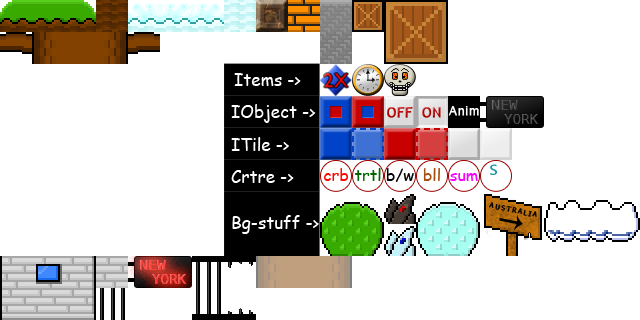 Items -> 2X
IObject -> OFF ON Anim NEW
YORK
ITile ->
Crtre -> crb trtl b/w bll sum S
Bg-stuff -> AUSTRALIA
NEW
YORK